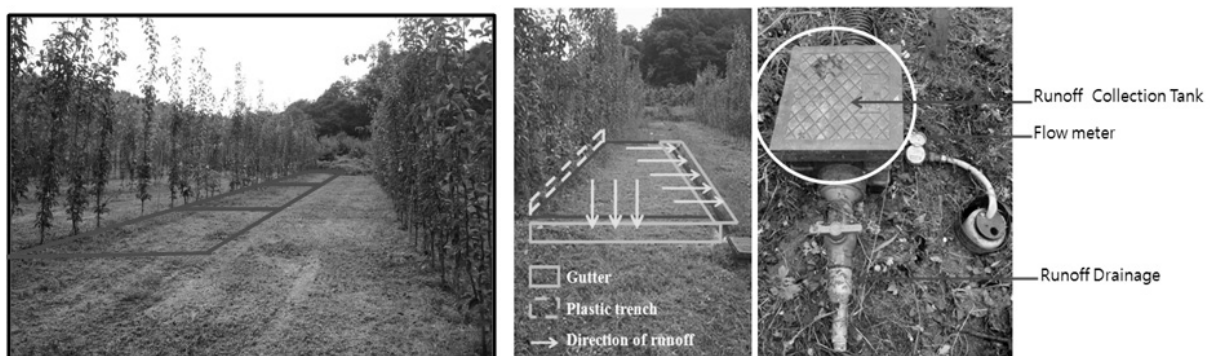 Gutter
Plastic trench
Direction of runoff
Runoff Collection Tank
Flow meter
Runoff Drainage